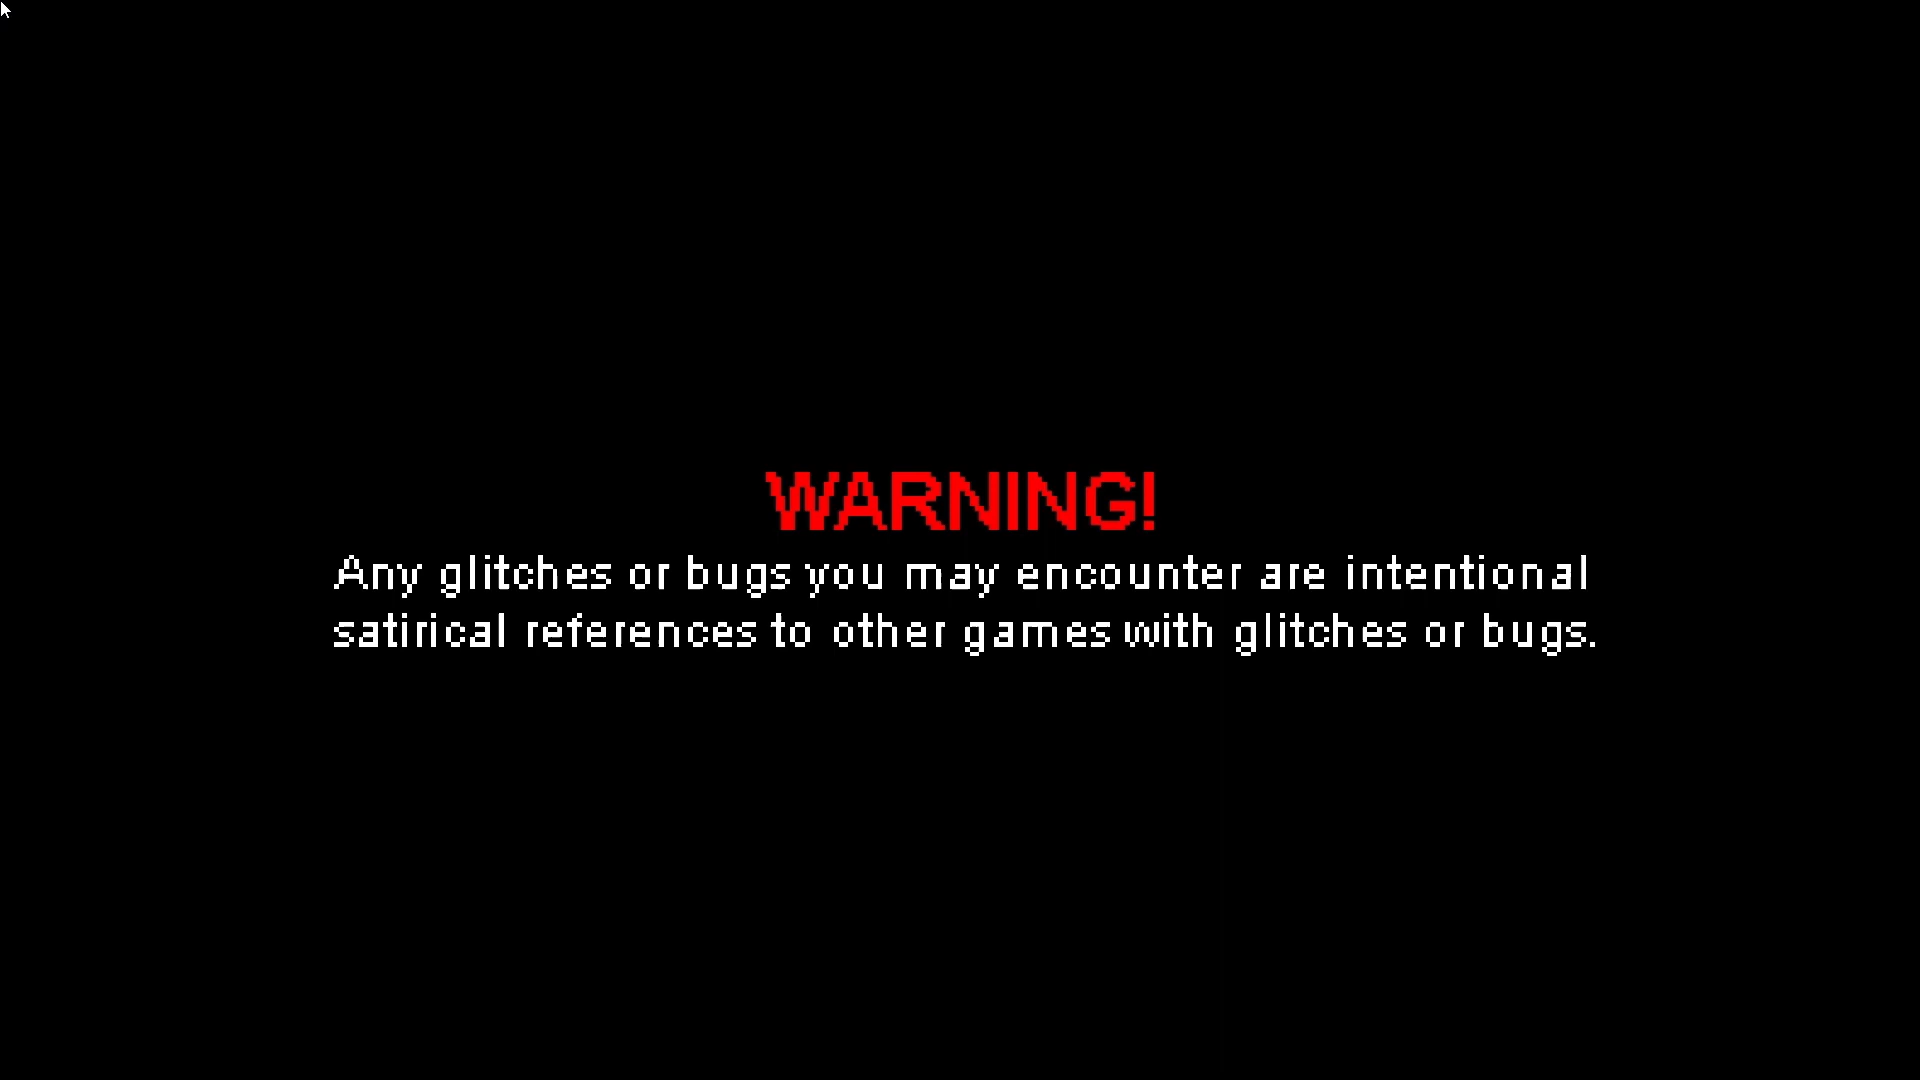 WARNING!
Any glitches or bugs you may encounter are intentional
satirical references to other games with glitches or bugs.